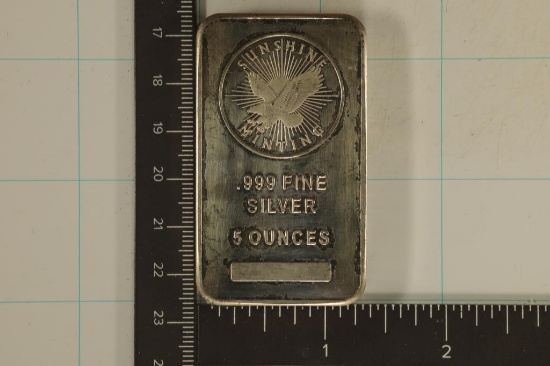 SUNSHINE
MINTING
.999 FINE
SILVER
5 OUNCES
17
18
19
20
21
22
23
1
2